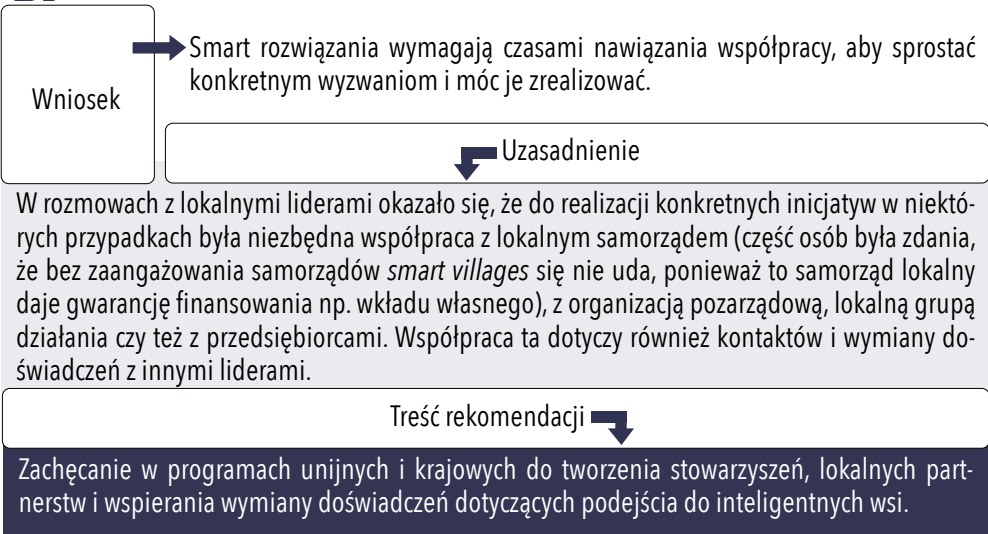 Wniosek
Smart rozwiązania wymagają czasami nawiązania współpracy, aby sprostać
konkretnym wyzwaniom i móc je zrealizować.
Uzasadnienie
W rozmowach z lokalnymi liderami okazało się, że do realizacji konkretnych inicjatyw w niektó-
rych przypadkach była niezbędna współpraca z lokalnym samorządem (część osób była zdania,
że bez zaangażowania samorządów smart villages się nie uda, ponieważ to samorząd lokalny
daje gwarancję finansowania np. wkładu własnego), z organizacją pozarządową, lokalną grupą
działania czy też z przedsiębiorcami. Współpraca ta dotyczy również kontaktów i wymiany do-
świadczeń z innymi liderami.
Treść rekomendacji
Zachęcanie w programach unijnych i krajowych do tworzenia stowarzyszeń, lokalnych part-
nerstw i wspierania wymiany doświadczeń dotyczących podejścia do inteligentnych wsi.